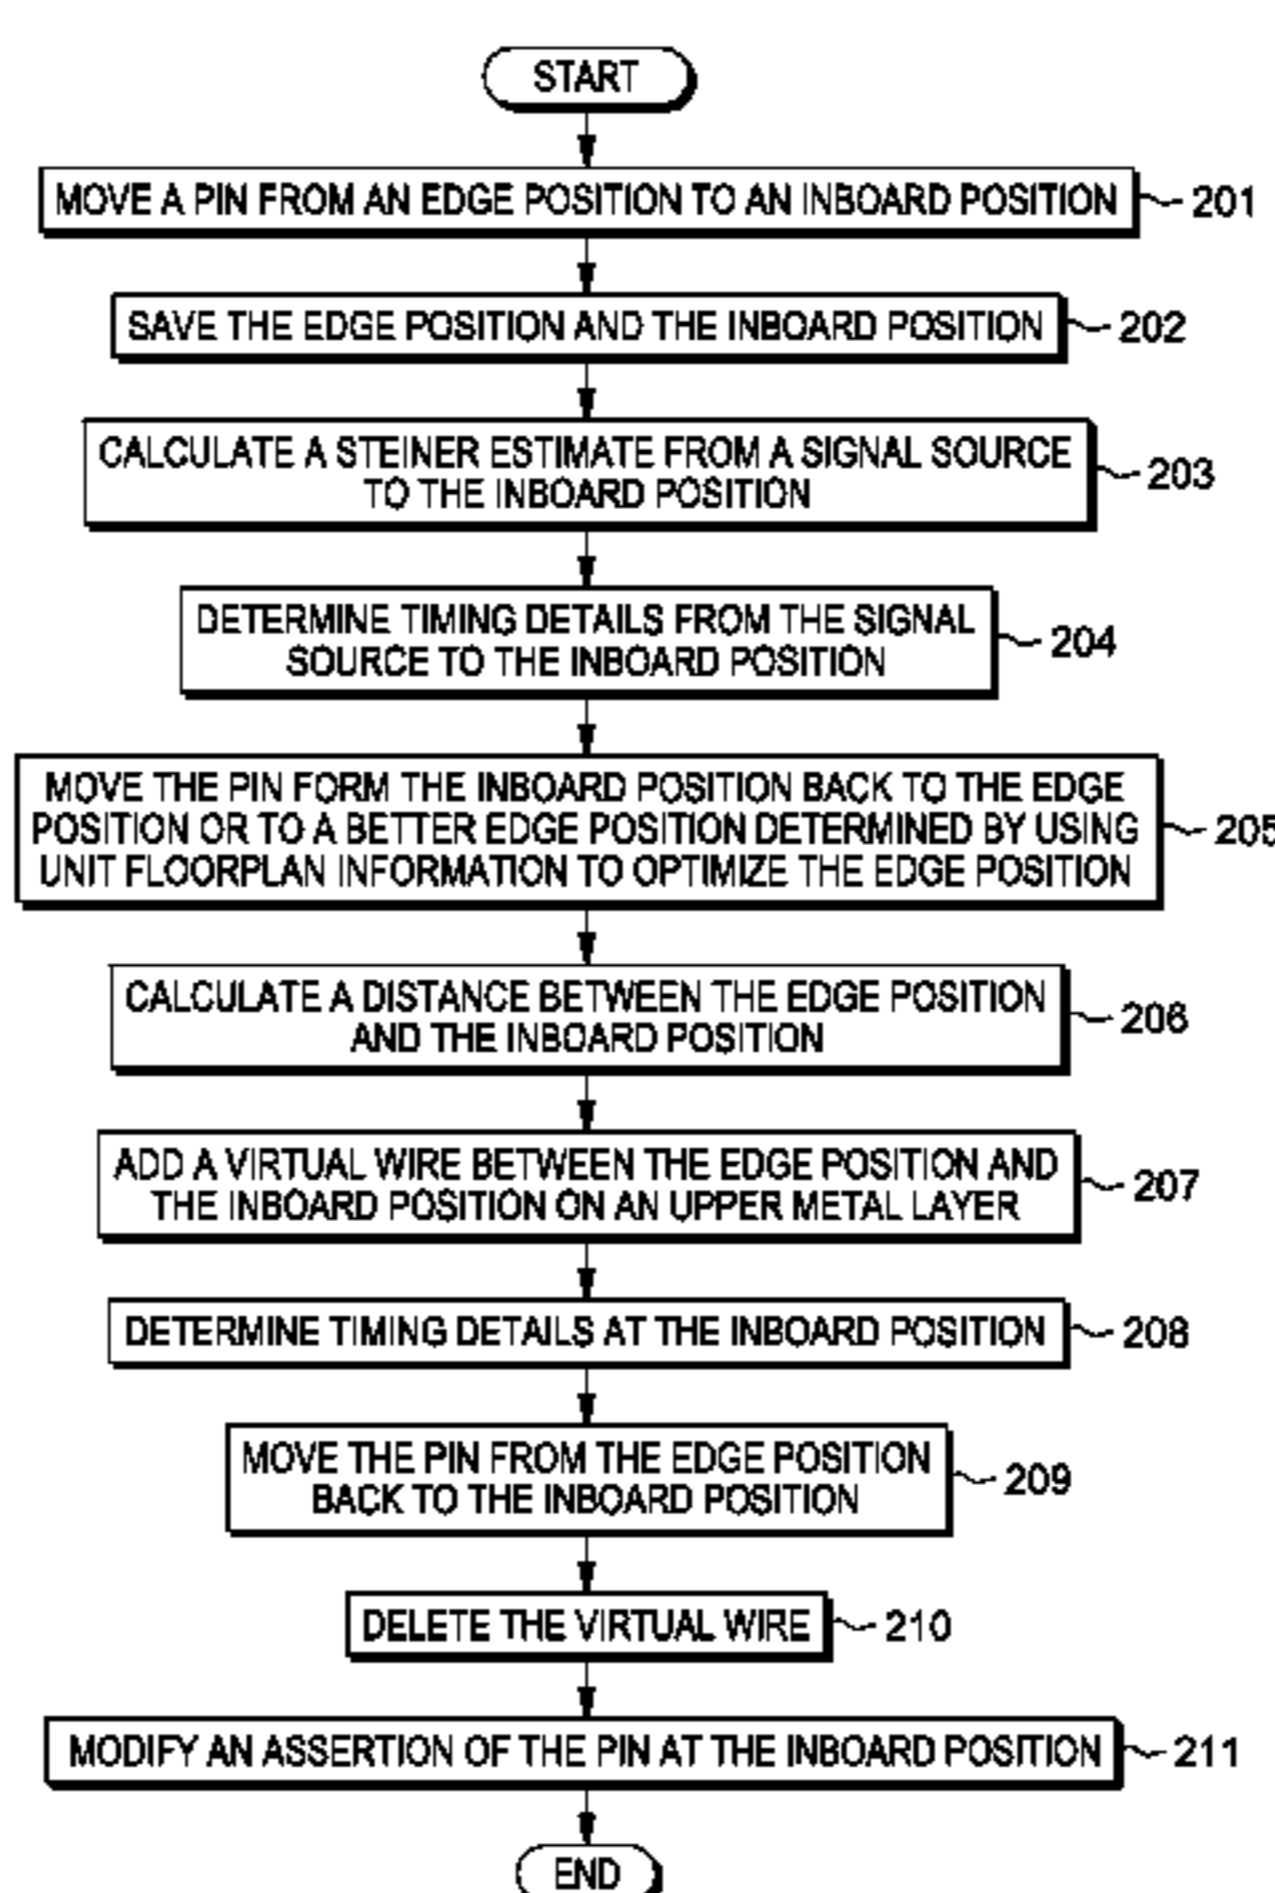 START
MOVE A PIN FROM AN EDGE POSITION TO AN INBOARD POSITION
201
SAVE THE EDGE POSITION AND THE INBOARD POSITION
202
CALCULATE A STEINER ESTIMATE FROM A SIGNAL SOURCE
TO THE INBOARD POSITION
203
DETERMINE TIMING DETAILS FROM THE SIGNAL
SOURCE TO THE INBOARD POSITION
204
MOVE THE PIN FORM THE INBOARD POSITION BACK TO THE EDGE
POSITION OR TO A BETTER EDGE POSITION DETERMINED BY USING
UNIT FLOORPLAN INFORMATION TO OPTIMIZE THE EDGE POSITION
205
CALCULATE A DISTANCE BETWEEN THE EDGE POSITION
AND THE INBOARD POSITION
206
ADD A VIRTUAL WIRE BETWEEN THE EDGE POSITION AND
THE INBOARD POSITION ON AN UPPER METAL LAYER
207
DETERMINE TIMING DETAILS AT THE INBOARD POSITION
208
MOVE THE PIN FROM THE EDGE POSITION
BACK TO THE INBOARD POSITION
209
DELETE THE VIRTUAL WIRE
210
MODIFY AN ASSERTION OF THE PIN AT THE INBOARD POSITION
211
END